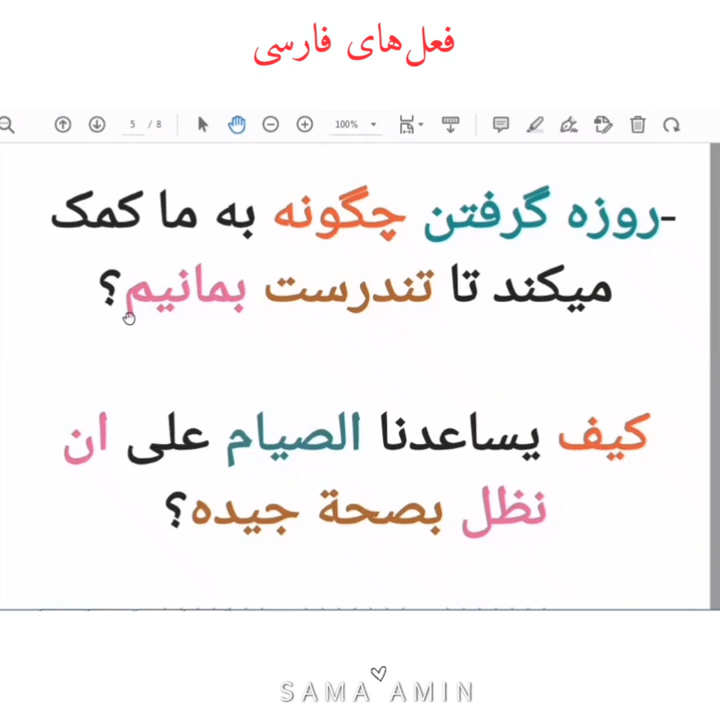 فعل‌های فارسی
5 / 8 100%
-روزه گرفتن چگونه به ما کمک
میکند تا تندرست بمانیم؟
کیف یساعدنا الصیام علی ان
نظل بصحة جیده؟
SAMA AMIN